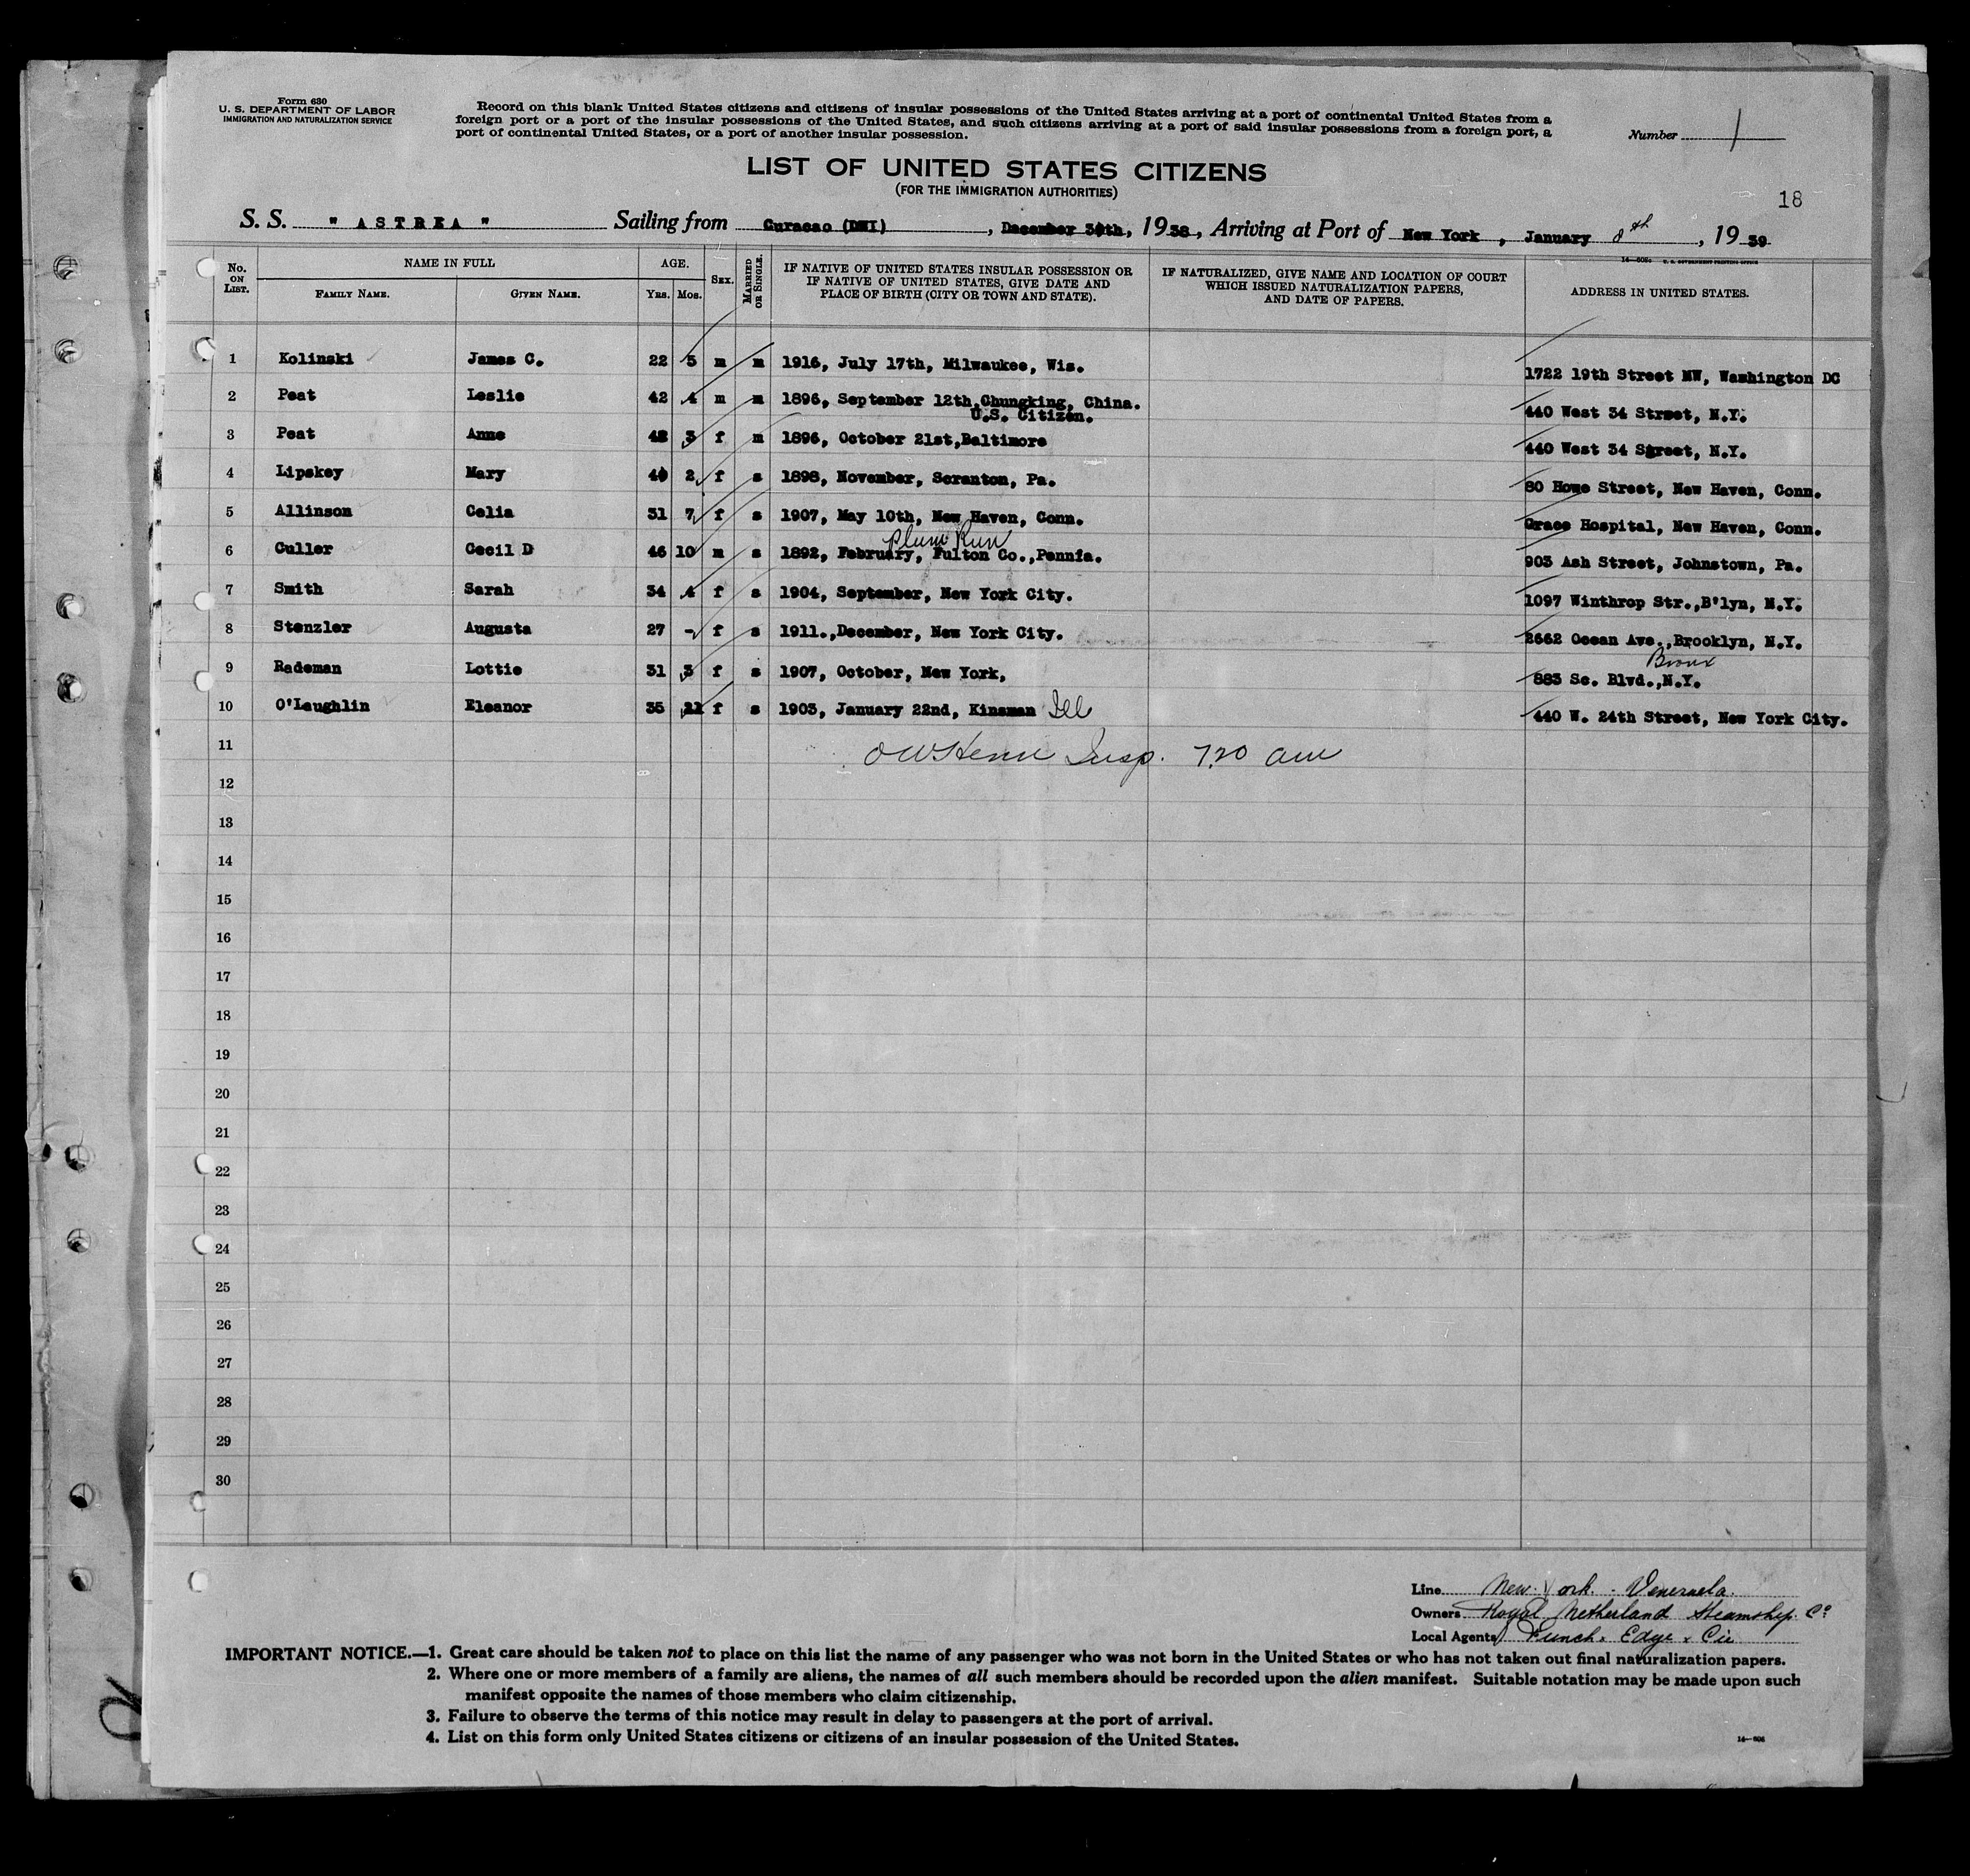 Form 630
U. S. DEPARTMENT OF LABOR
IMMIGRATION AND NATURALIZATION SERVICE
Record on this blank United States citizens and citizens of insular possessions of the United States arriving at a port of continental United States from a
foreign port or a port of the insular possessions of the United States, and such citizens arriving at a port of said insular possessions from a foreign port, a
port of continental United States, or a port of another insular possession.
Number 1
LIST OF UNITED STATES CITIZENS
(FOR THE IMMIGRATION AUTHORITIES)
18
S. S. " ASTREA " Sailing from Curacao (DWI), December 30th, 1938, Arriving at Port of New York, January 8th, 1939
No. ON LIST. NAME IN FULL AGE. SEX. MARRIED OR SINGLE. IF NATIVE OF UNITED STATES INSULAR POSSESSION OR IF NATIVE OF UNITED STATES, GIVE DATE AND PLACE OF BIRTH (CITY OR TOWN AND STATE). IF NATURALIZED, GIVE NAME AND LOCATION OF COURT WHICH ISSUED NATURALIZATION PAPERS, AND DATE OF PAPERS. ADDRESS IN UNITED STATES.
FAMILY NAME. GIVEN NAME. YRS. MOS.
1 Kolinski James C. 22 5 m m 1916, July 17th, Milwaukee, Wis. 1722 19th Street NW, Washington DC
2 Peat Leslie 42 4 m m 1896, September 12th, Chungking, China. 440 West 34 Street, N.Y.
U.S. Citizen.
3 Peat Anne 42 3 f m 1896, October 21st, Baltimore 440 West 34 Street, N.Y.
4 Lipskey Mary 40 2 f s 1898, November, Scranton, Pa. 80 Howe Street, New Haven, Conn.
5 Allinson Celia 31 7 f s 1907, May 10th, New Haven, Conn. Grace Hospital, New Haven, Conn.
Plum Run
6 Culler Cecil D 46 10 m s 1892, February, Fulton Co., Pennia. 903 Ash Street, Johnstown, Pa.
7 Smith Sarah 34 4 f s 1904, September, New York City. 1097 Winthrop Str., B'lyn, N.Y.
8 Stenzler Augusta 27 - f s 1911., December, New York City. 2662 Ocean Ave., Brooklyn, N.Y.
Bronx
9 Rademan Lottie 31 3 f s 1907, October, New York, 883 So. Blvd., N.Y.
10 O'Laughlin Eleanor 35 11 f s 1903, January 22nd, Kinsman Ill 440 W. 24th Street, New York City.
11
Insp. 7.20 am
12
13
14
15
16
17
18
19
20
21
22
23
24
25
26
27
28
29
30
Line New York - Venezuela.
Owners Royal Netherland Steamship Co
Local Agents Funch. Edye & Cie
IMPORTANT NOTICE.—1. Great care should be taken not to place on this list the name of any passenger who was not born in the United States or who has not taken out final naturalization papers.
2. Where one or more members of a family are aliens, the names of all such members should be recorded upon the alien manifest. Suitable notation may be made upon such
manifest opposite the names of those members who claim citizenship.
3. Failure to observe the terms of this notice may result in delay to passengers at the port of arrival.
4. List on this form only United States citizens or citizens of an insular possession of the United States.